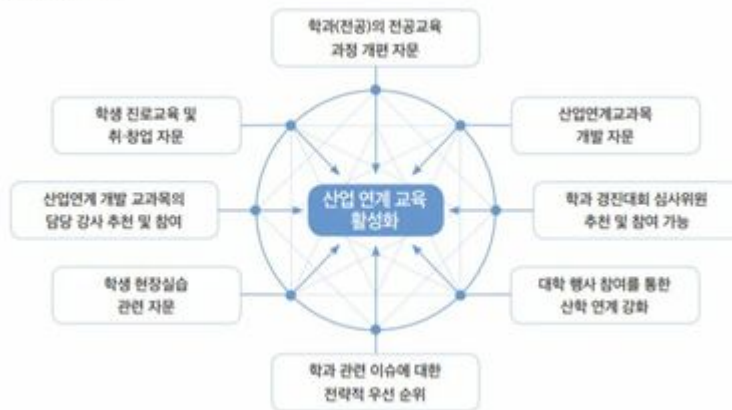 학과(전공)의 전공교육
과정 개편 자문
학생 진로교육 및
취·창업 자문
산업연계교과목
개발 자문
산업연계 개발 교과목의
담당 강사 추천 및 참여
산업 연계 교육
활성화
학과 경진대회 심사위원
추천 및 참여 가능
학생 현장실습
관련 자문
대학 행사 참여를 통한
산학 연계 강화
학과 관련 이슈에 대한
전략적 우선 순위